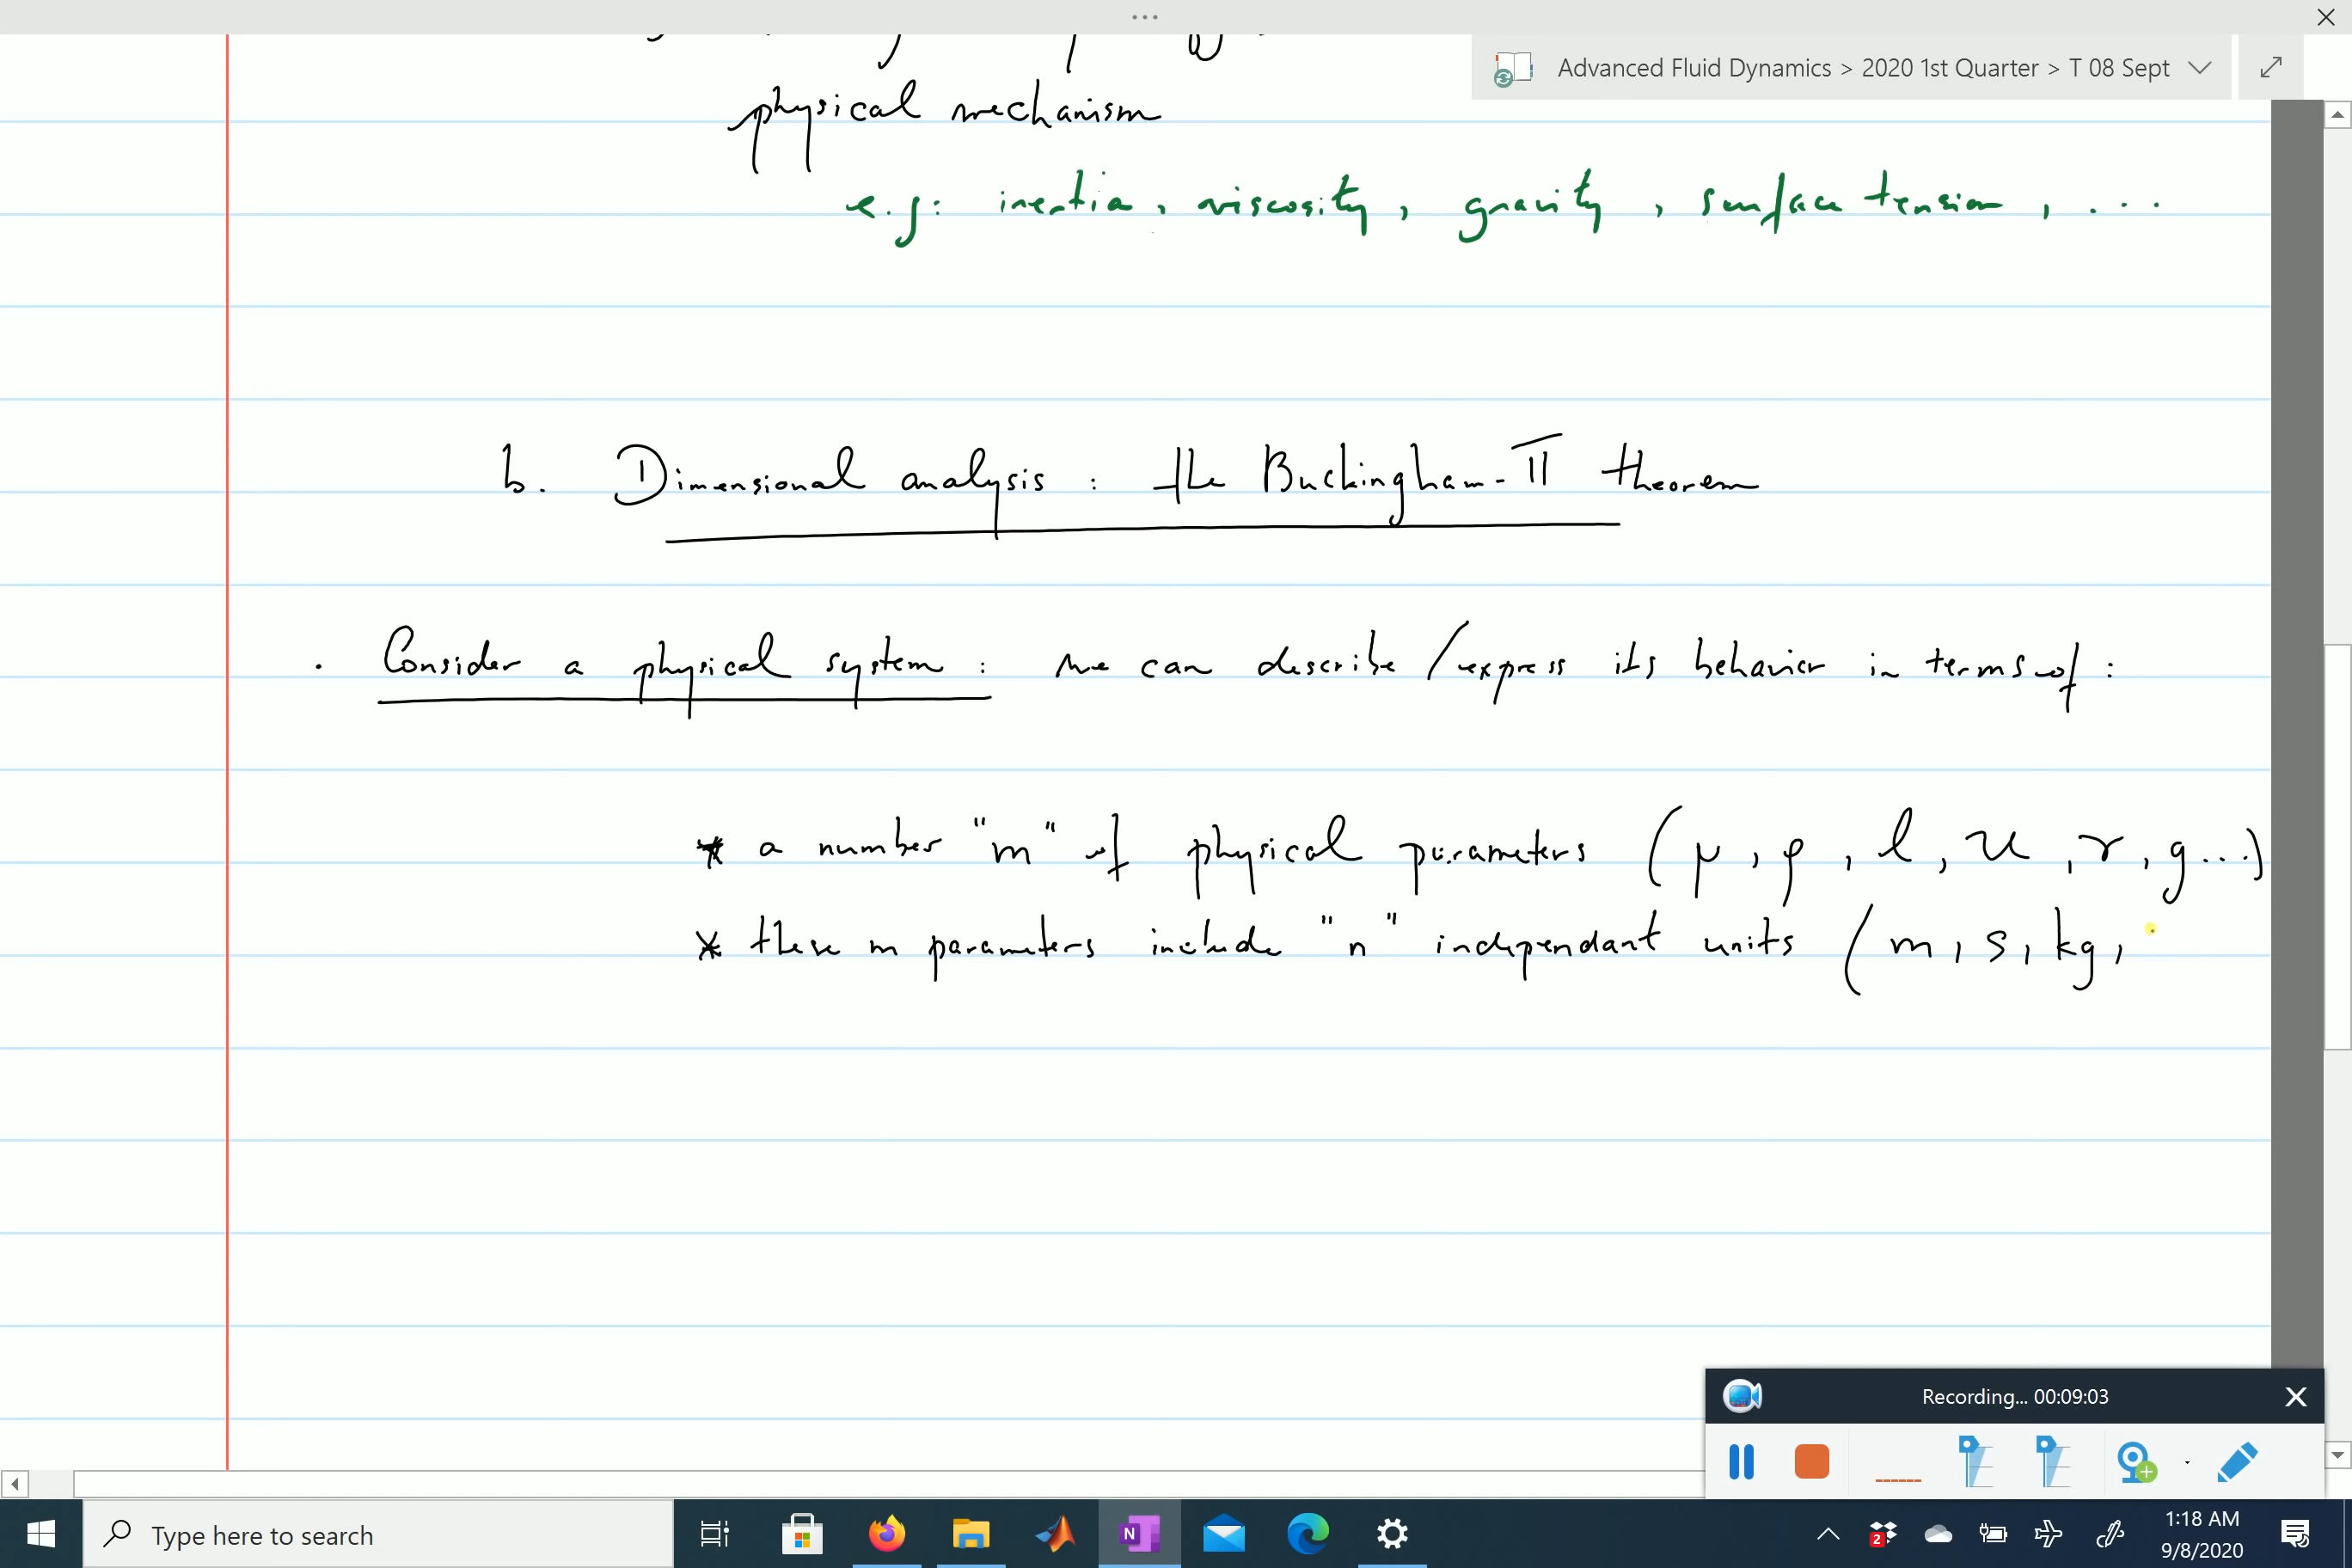 Advanced Fluid Dynamics > 2020 1st Quarter > T 08 Sept
physical mechanism
e.g: inertia, viscosity, gravity, surface tension, ...
b. Dimensional analysis : the Buckingham-Π theorem
. Consider a physical system : we can describe / express its behavior in terms of :
* a number "m" of physical parameters (μ, ρ, l, U, γ, g...)
* these m parameters include "n" independant units (m, s, kg,
Recording... 00:09:03
Type here to search
N
2
1:18 AM
9/8/2020